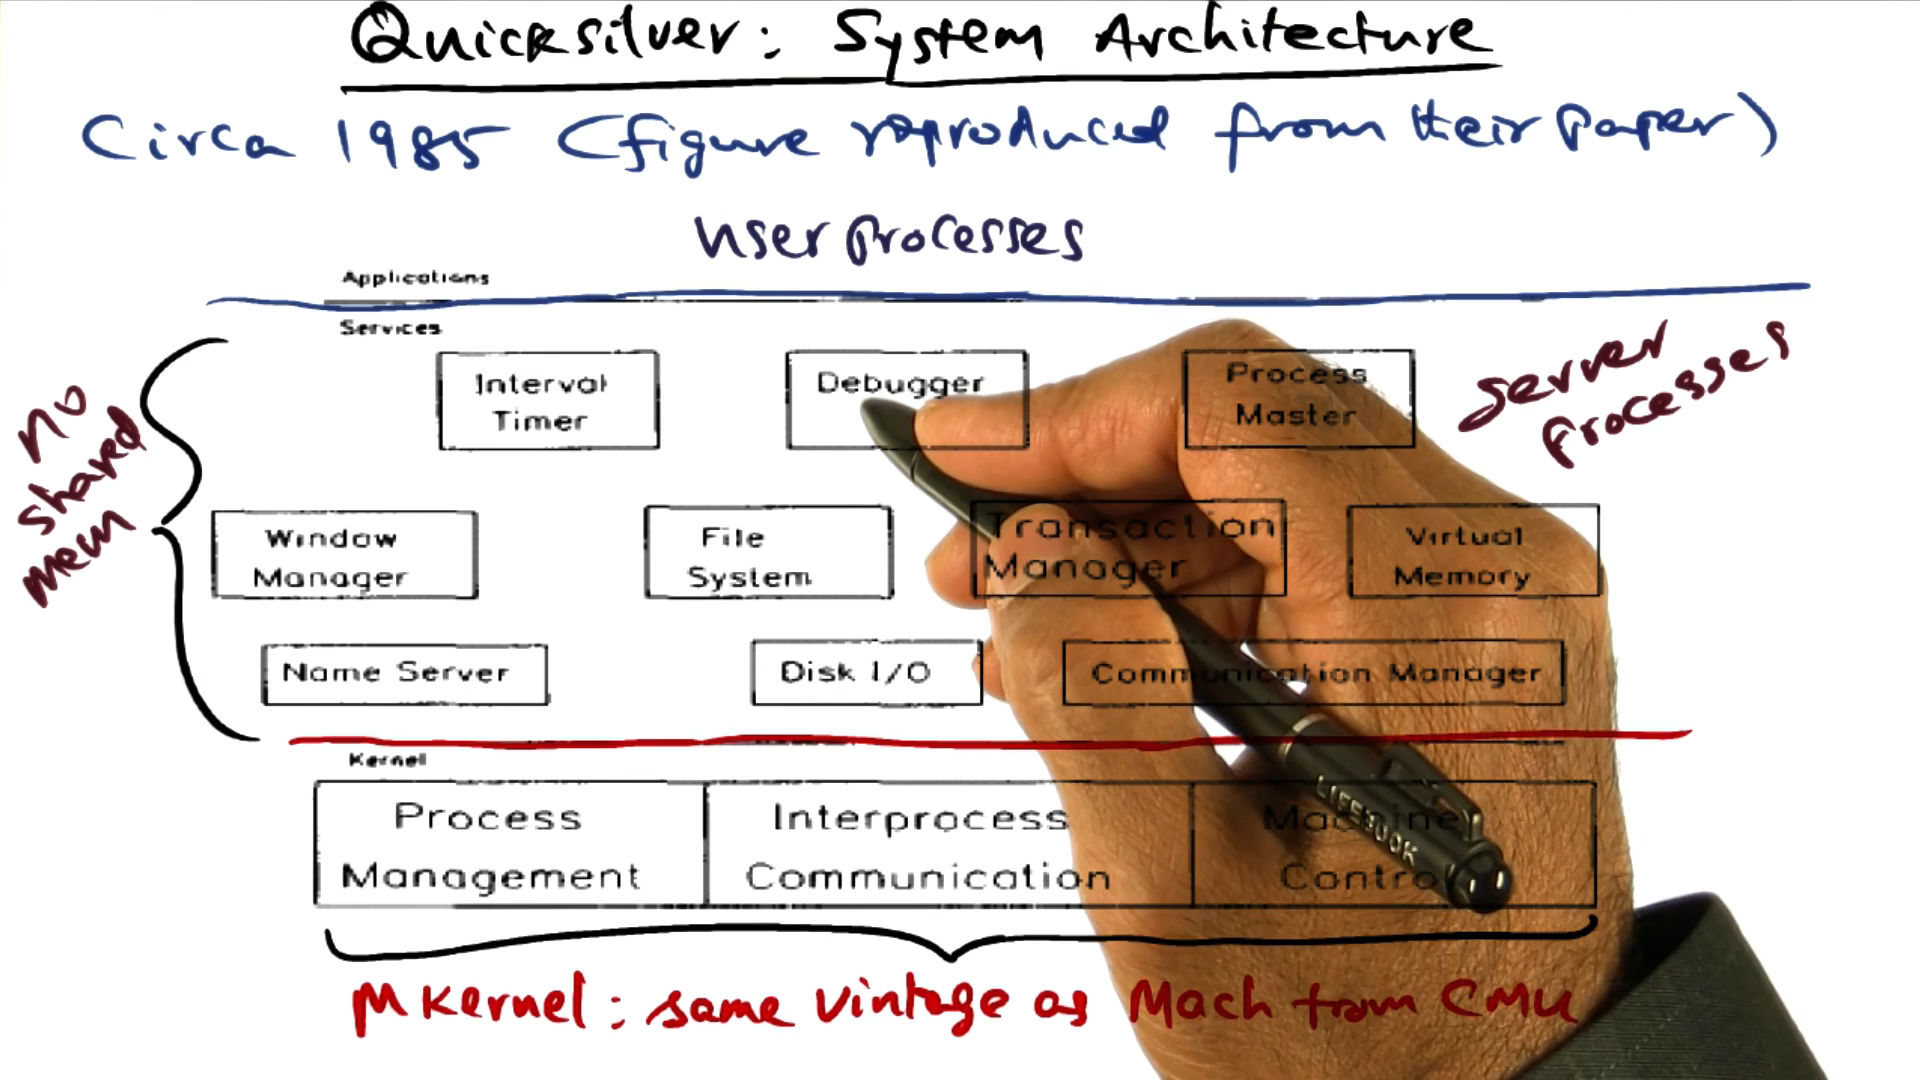 Quicksilver: System Architecture
Circa 1985 (figure reproduced from their paper)
user processes
Applications
Services
Interval
Timer
Debugger
Process
Master
server
processes
no
shared
mem
Window
Manager
File
System
Transaction
Manager
Virtual
Memory
Name Server
Disk I/O
Communication Manager
Kernel
Process
Management
Interprocess
Communication
Machine
Control
LIFEBOOK
μkernel: same vintage as Mach from CMU